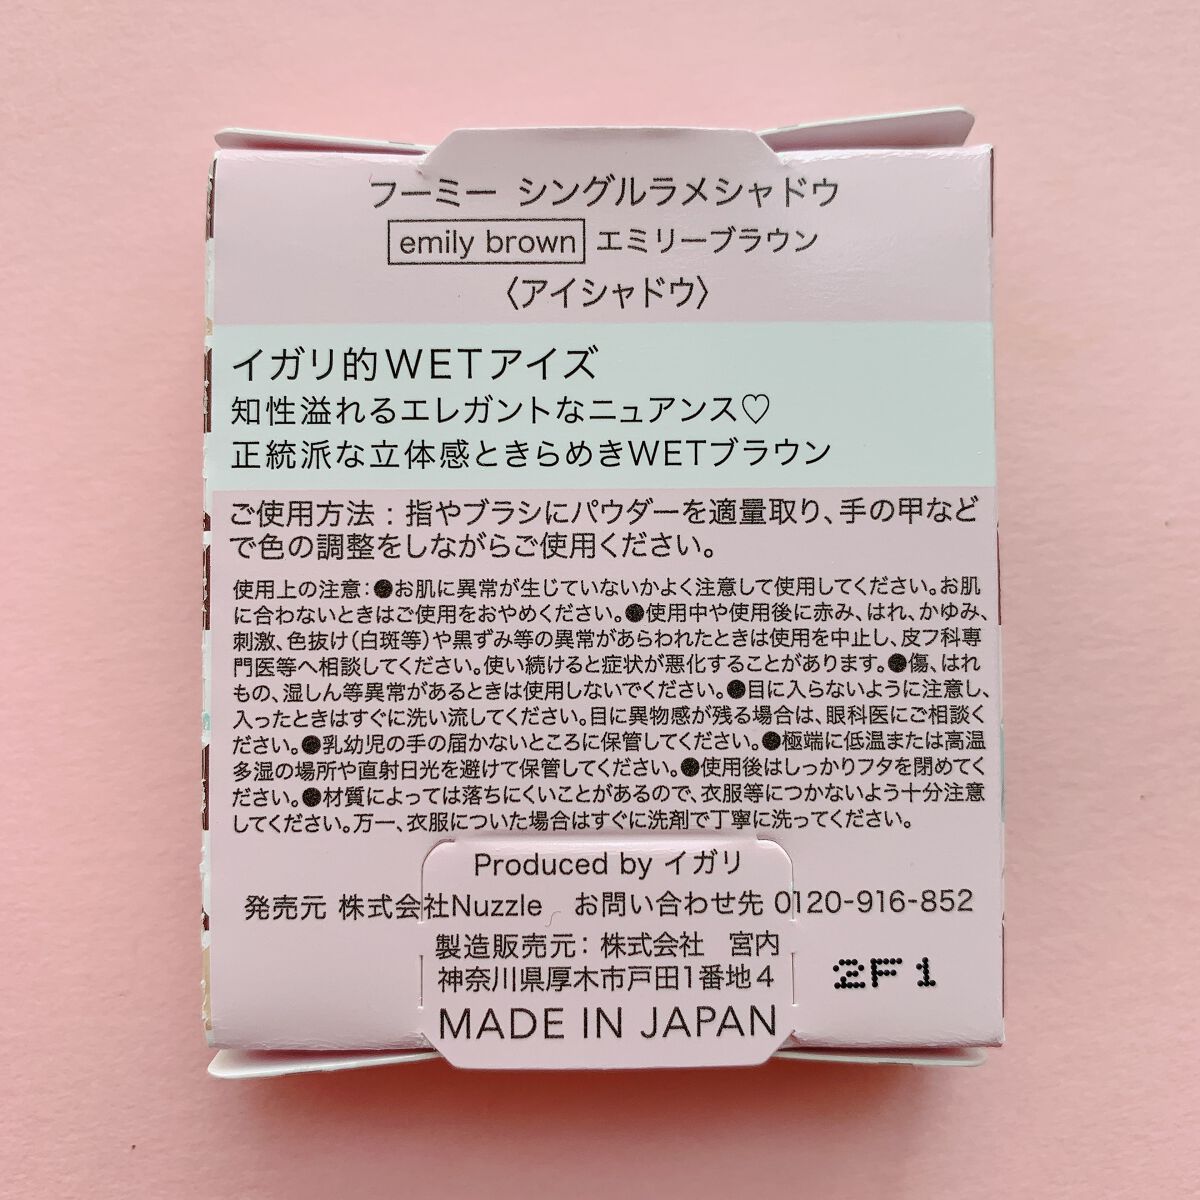 フーミー シングルラメシャドウ
emily brown エミリーブラウン
〈アイシャドウ〉
イガリ的WETアイズ
知性溢れるエレガントなニュアンス♡
正統派な立体感ときらめきWETブラウン
ご使用方法：指やブラシにパウダーを適量取り、手の甲など
で色の調整をしながらご使用ください。
使用上の注意：●お肌に異常が生じていないかよく注意して使用してください。お肌
に合わないときはご使用をおやめください。●使用中や使用後に赤み、はれ、かゆみ、
刺激、色抜け（白斑等）や黒ずみ等の異常があらわれたときは使用を中止し、皮フ科専
門医等へ相談してください。使い続けると症状が悪化することがあります。●傷、はれ
もの、湿しん等異常があるときは使用しないでください。●目に入らないように注意し、
入ったときはすぐに洗い流してください。目に異物感が残る場合は、眼科医にご相談く
ださい。●乳幼児の手の届かないところに保管してください。●極端に低温または高温
多湿の場所や直射日光を避けて保管してください。●使用後はしっかりフタを閉めてく
ださい。●材質によっては落ちにくいことがあるので、衣服等につかないよう十分注意
してください。万一、衣服についた場合はすぐに洗剤で丁寧に洗ってください。
Produced by イガリ
発売元 株式会社Nuzzle お問い合わせ先 0120-916-852
製造販売元：株式会社 宮内
神奈川県厚木市戸田1番地4
2F1
MADE IN JAPAN